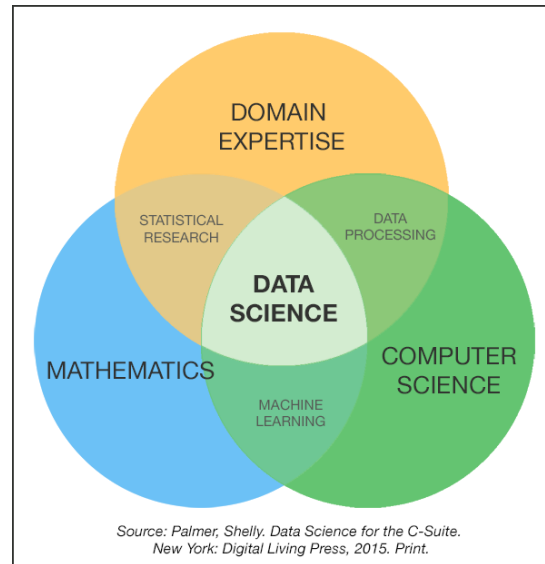 DOMAIN
EXPERTISE
STATISTICAL
RESEARCH
DATA
PROCESSING
DATA
SCIENCE
MATHEMATICS
COMPUTER
SCIENCE
MACHINE
LEARNING
Source: Palmer, Shelly. Data Science for the C-Suite.
New York: Digital Living Press, 2015. Print.